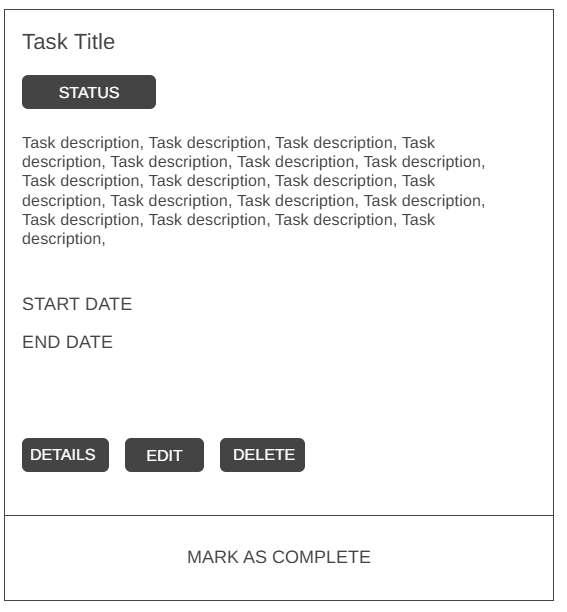 Task Title
STATUS
Task description, Task description, Task description, Task
description, Task description, Task description, Task description,
Task description, Task description, Task description, Task
description, Task description, Task description, Task description,
Task description, Task description, Task description, Task
description,
START DATE
END DATE
DETAILS EDIT DELETE
MARK AS COMPLETE